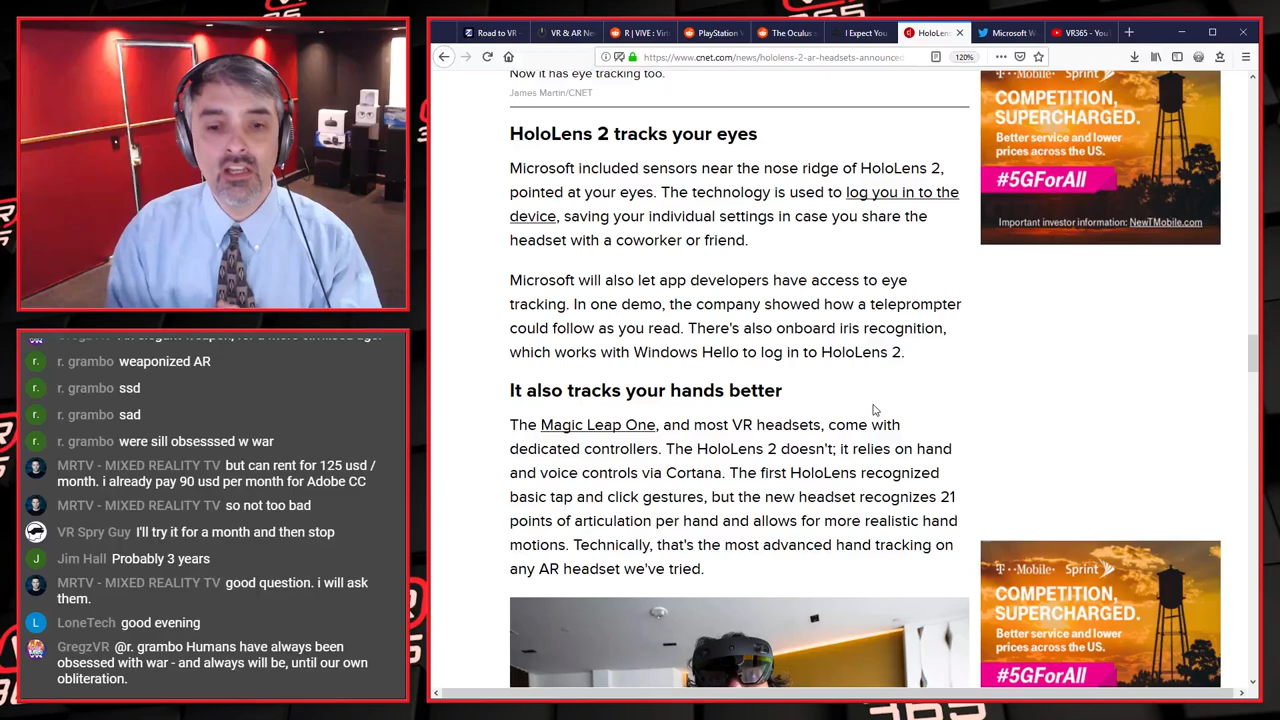 Road to VR
VR & AR Ne
R | VIVE : Virt
PlayStation V
The Oculus s
I Expect You
HoloLens
Microsoft W
VR365 - You
https://www.cnet.com/news/hololens-2-ar-headsets-announced
120%
Now it has eye tracking too.
James Martin/CNET
HoloLens 2 tracks your eyes
Microsoft included sensors near the nose ridge of HoloLens 2,
pointed at your eyes. The technology is used to log you in to the
device, saving your individual settings in case you share the
headset with a coworker or friend.
Microsoft will also let app developers have access to eye
tracking. In one demo, the company showed how a teleprompter
could follow as you read. There's also onboard iris recognition,
which works with Windows Hello to log in to HoloLens 2.
It also tracks your hands better
The Magic Leap One, and most VR headsets, come with
dedicated controllers. The HoloLens 2 doesn't; it relies on hand
and voice controls via Cortana. The first HoloLens recognized
basic tap and click gestures, but the new headset recognizes 21
points of articulation per hand and allows for more realistic hand
motions. Technically, that's the most advanced hand tracking on
any AR headset we've tried.
T-Mobile Sprint
COMPETITION,
SUPERCHARGED.
Better service and lower
prices across the US.
#5GForAll
Important investor information: NewTMobile.com
T-Mobile Sprint
COMPETITION,
SUPERCHARGED.
Better service and lower
prices across the US.
#5GForAll
r. grambo weaponized AR
r. grambo ssd
r. grambo sad
r. grambo were sill obsesssed w war
MRTV - MIXED REALITY TV but can rent for 125 usd /
month. i already pay 90 usd per month for Adobe CC
MRTV - MIXED REALITY TV so not too bad
VR Spry Guy I'll try it for a month and then stop
Jim Hall Probably 3 years
MRTV - MIXED REALITY TV good question. i will ask
them.
LoneTech good evening
GregzVR @r. grambo Humans have always been
obsessed with war - and always will be, until our own
obliteration.
365